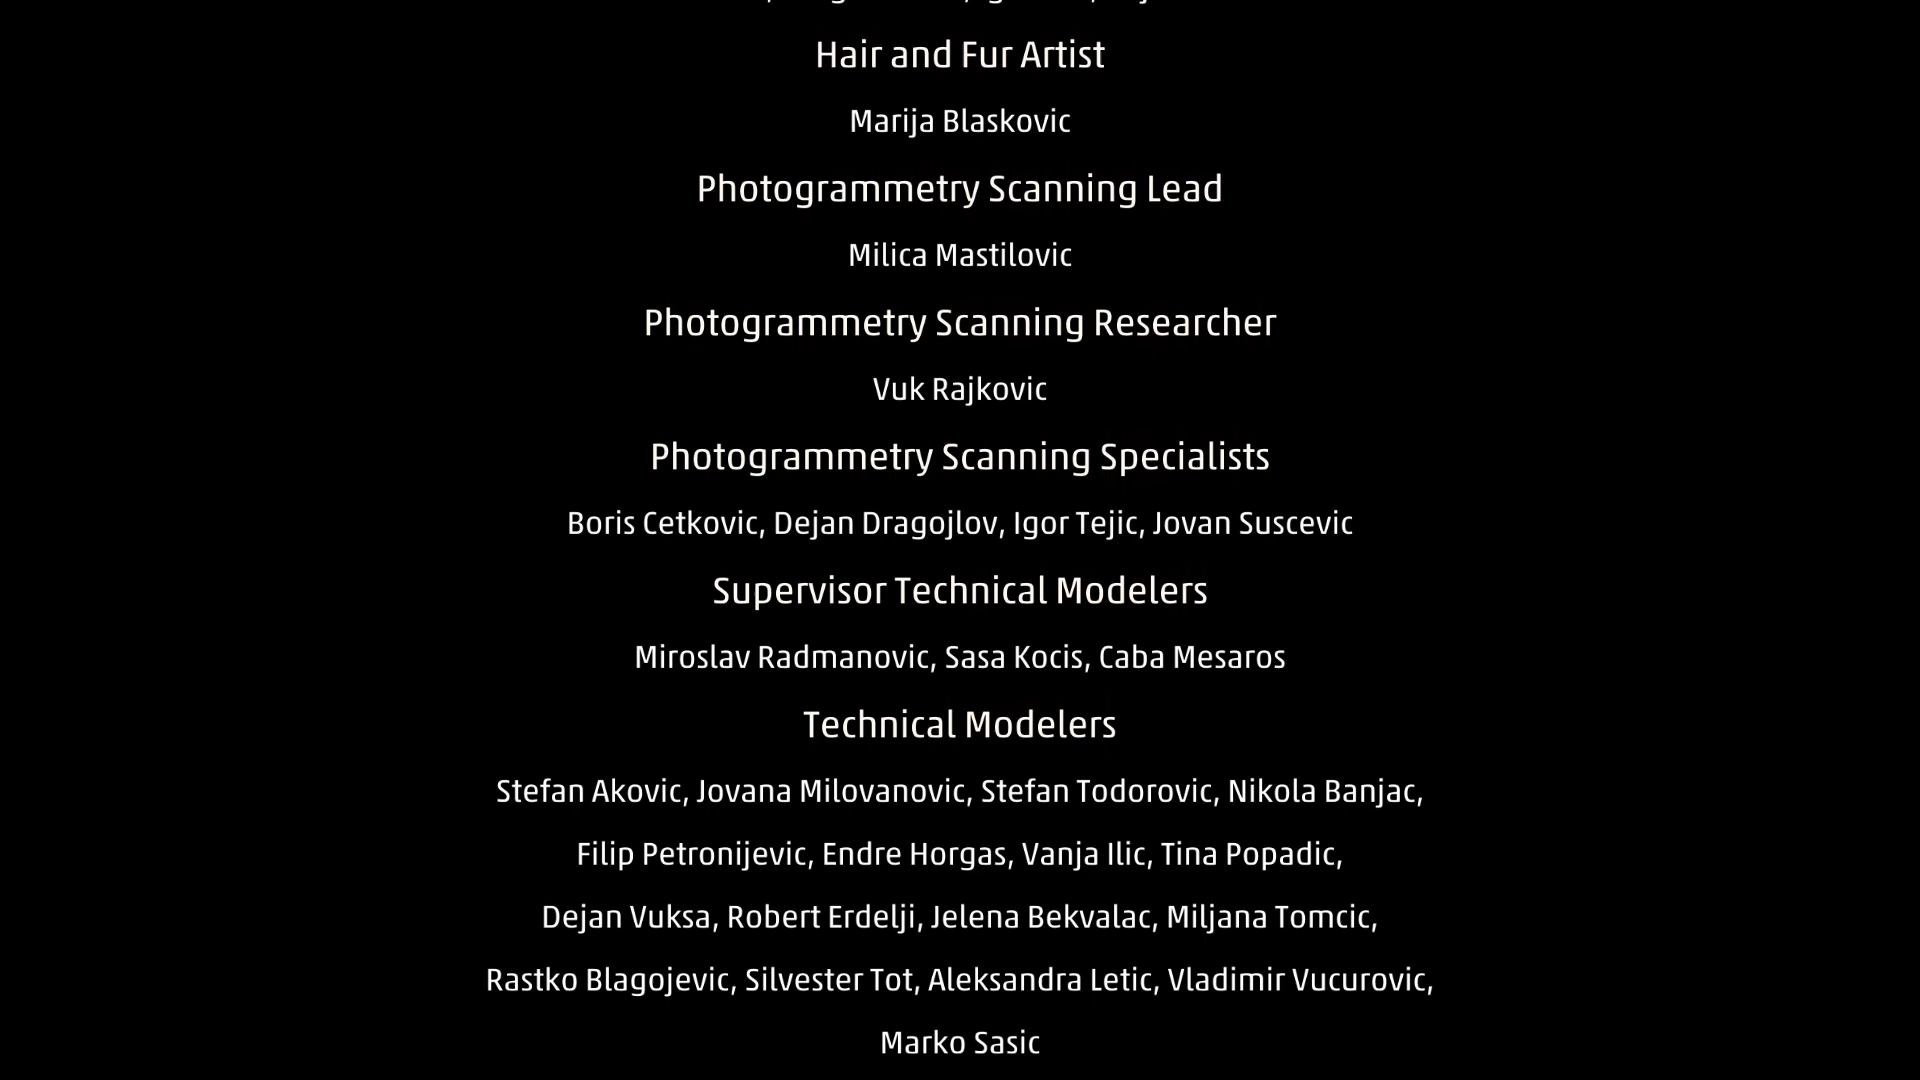 Hair and Fur Artist
Marija Blaskovic
Photogrammetry Scanning Lead
Milica Mastilovic
Photogrammetry Scanning Researcher
Vuk Rajkovic
Photogrammetry Scanning Specialists
Boris Cetkovic, Dejan Dragojlov, Igor Tejic, Jovan Suscevic
Supervisor Technical Modelers
Miroslav Radmanovic, Sasa Kocis, Caba Mesaros
Technical Modelers
Stefan Akovic, Jovana Milovanovic, Stefan Todorovic, Nikola Banjac,
Filip Petronijevic, Endre Horgas, Vanja Ilic, Tina Popadic,
Dejan Vuksa, Robert Erdelji, Jelena Bekvalac, Miljana Tomcic,
Rastko Blagojevic, Silvester Tot, Aleksandra Letic, Vladimir Vucurovic,
Marko Sasic